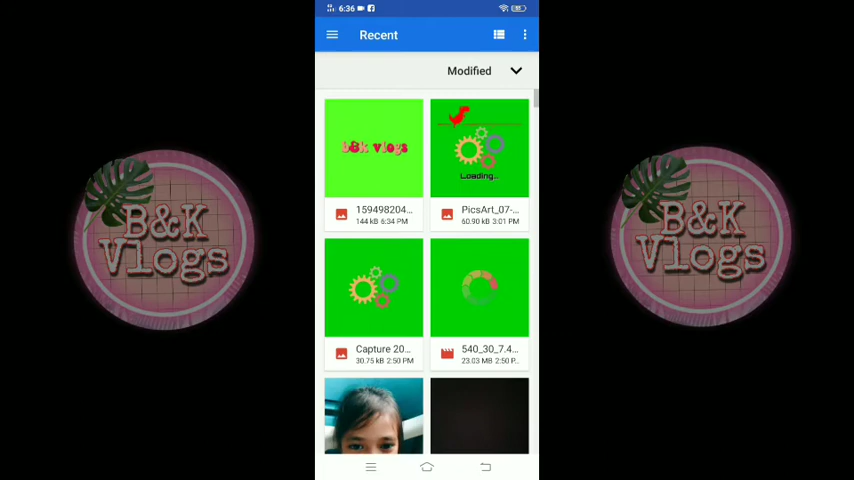 6:36
Recent
Modified
b&k vlogs
Loading...
159498204...
144 kB 6:34 PM
PicsArt_07-...
60.90 kB 3:01 PM
Capture 20...
30.75 kB 2:50 PM
540_30_7.4...
23.03 MB 2:50 P...
B&K
Vlogs
B&K
Vlogs